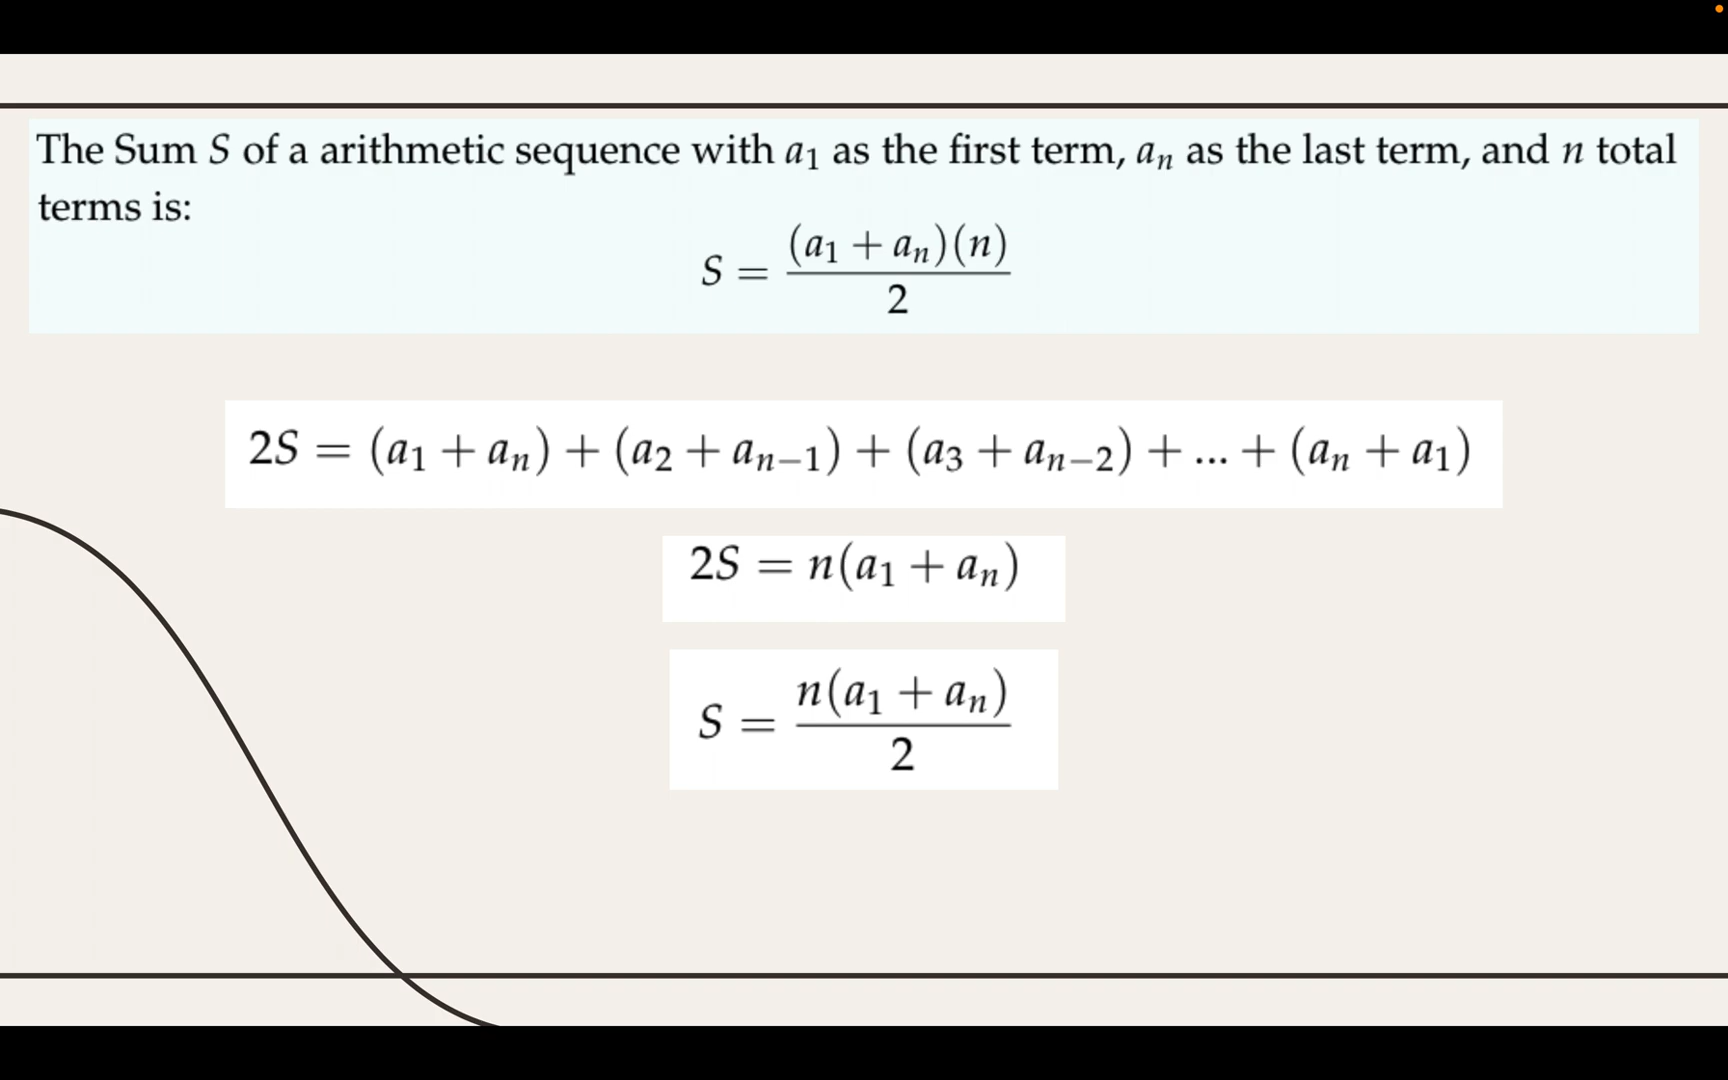 The Sum S of a arithmetic sequence with a₁ as the first term, aₙ as the last term, and n total
terms is:
S = (a₁ + aₙ)(n) / 2
2S = (a₁ + aₙ) + (a₂ + aₙ₋₁) + (a₃ + aₙ₋₂) + ... + (aₙ + a₁)
2S = n(a₁ + aₙ)
S = n(a₁ + aₙ) / 2